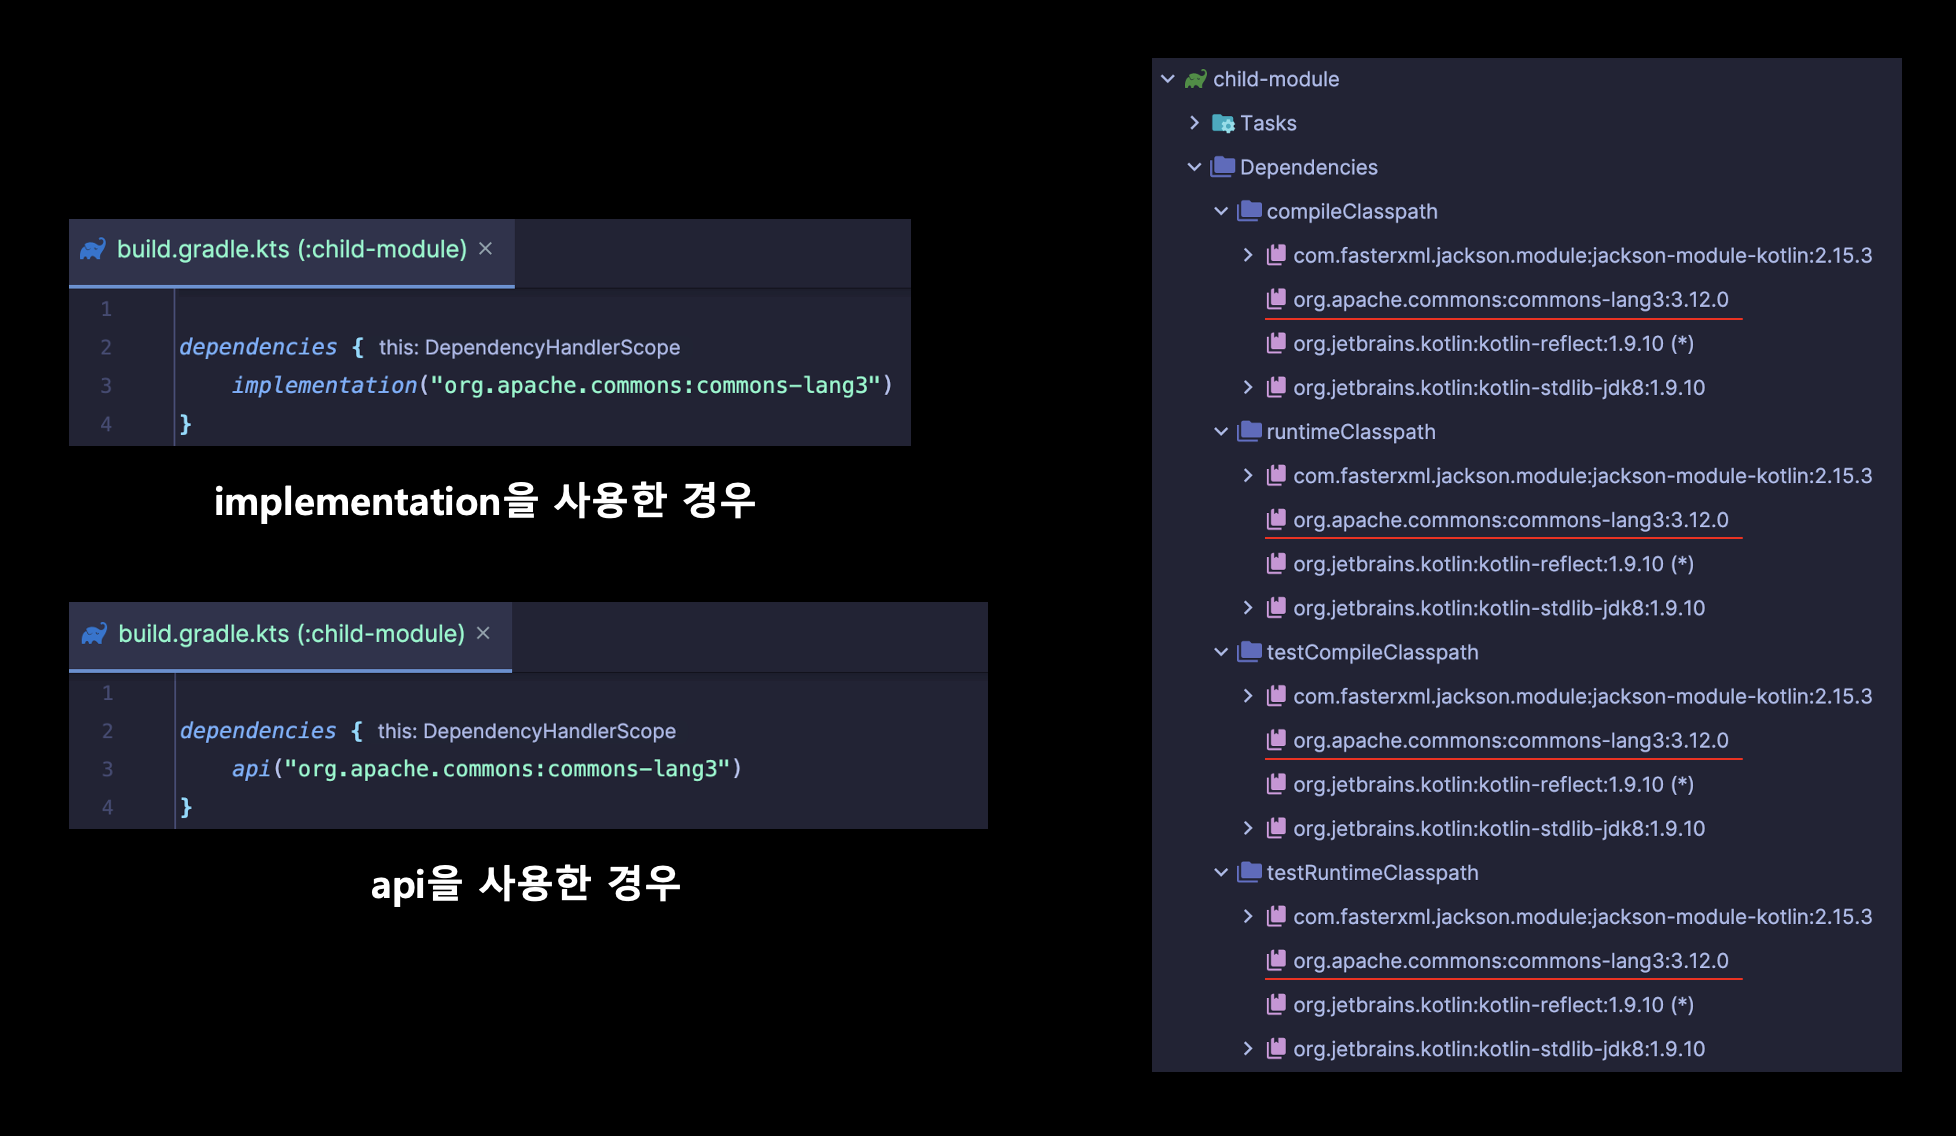 build.gradle.kts (:child-module) ×
1
2 dependencies { this: DependencyHandlerScope
3 implementation("org.apache.commons:commons-lang3")
4 }
implementation을 사용한 경우
build.gradle.kts (:child-module) ×
1
2 dependencies { this: DependencyHandlerScope
3 api("org.apache.commons:commons-lang3")
4 }
api을 사용한 경우
child-module
Tasks
Dependencies
compileClasspath
com.fasterxml.jackson.module:jackson-module-kotlin:2.15.3
org.apache.commons:commons-lang3:3.12.0
org.jetbrains.kotlin:kotlin-reflect:1.9.10 (*)
org.jetbrains.kotlin:kotlin-stdlib-jdk8:1.9.10
runtimeClasspath
com.fasterxml.jackson.module:jackson-module-kotlin:2.15.3
org.apache.commons:commons-lang3:3.12.0
org.jetbrains.kotlin:kotlin-reflect:1.9.10 (*)
org.jetbrains.kotlin:kotlin-stdlib-jdk8:1.9.10
testCompileClasspath
com.fasterxml.jackson.module:jackson-module-kotlin:2.15.3
org.apache.commons:commons-lang3:3.12.0
org.jetbrains.kotlin:kotlin-reflect:1.9.10 (*)
org.jetbrains.kotlin:kotlin-stdlib-jdk8:1.9.10
testRuntimeClasspath
com.fasterxml.jackson.module:jackson-module-kotlin:2.15.3
org.apache.commons:commons-lang3:3.12.0
org.jetbrains.kotlin:kotlin-reflect:1.9.10 (*)
org.jetbrains.kotlin:kotlin-stdlib-jdk8:1.9.10